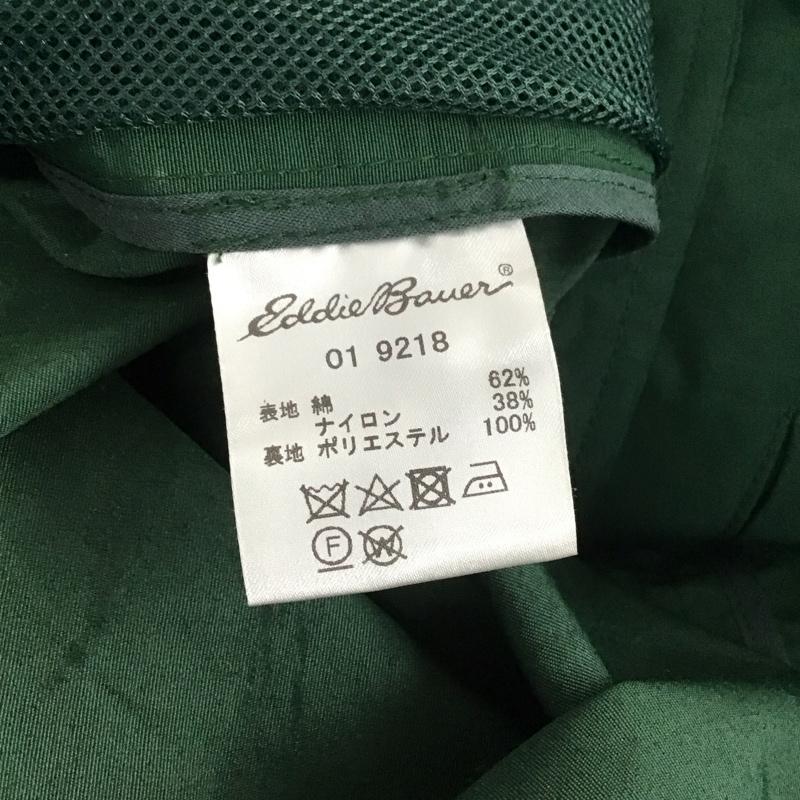 Eddie Bauer®
01 9218
表地 綿 62%
ナイロン 38%
裏地 ポリエステル 100%
F W